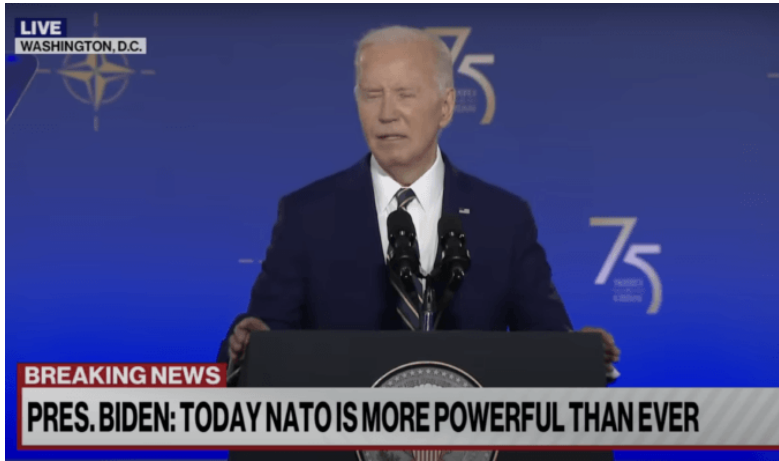 LIVE
WASHINGTON, D.C.
75
75
BREAKING NEWS
PRES. BIDEN: TODAY NATO IS MORE POWERFUL THAN EVER